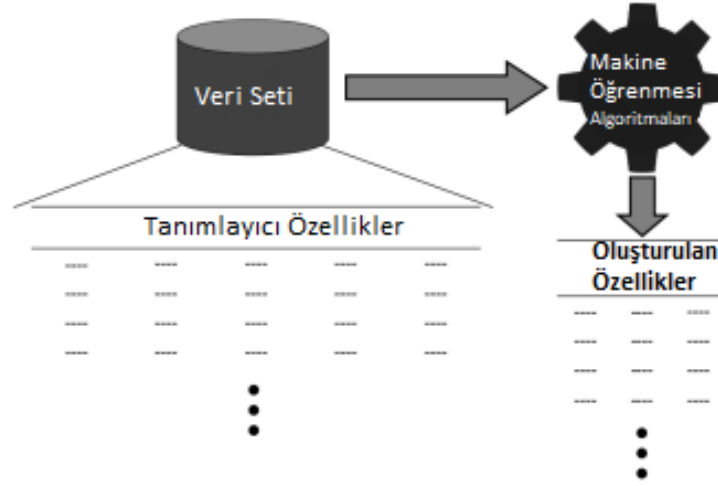 Veri Seti
Makine
Öğrenmesi
Algoritmaları
Tanımlayıcı Özellikler
Oluşturulan
Özellikler